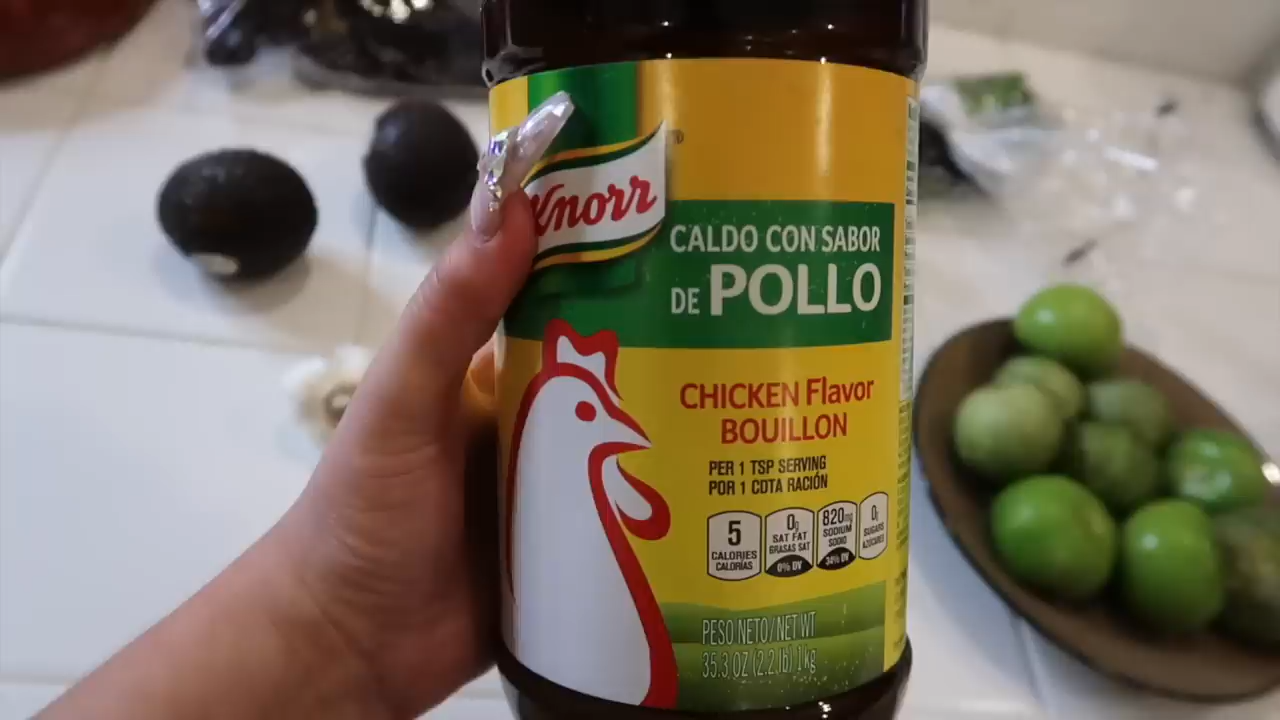 Knorr®
CALDO CON SABOR
DE POLLO
CHICKEN Flavor
BOUILLON
PER 1 TSP SERVING
POR 1 CDTA RACIÓN
5
CALORIES
CALORÍAS
0g
SAT FAT
GRASAS SAT
0% DV
820mg
SODIUM
SODIO
34% DV
0g
SUGARS
AZÚCARES
PESO NETO/NET WT
35.3 OZ (2.2 lb) 1 kg